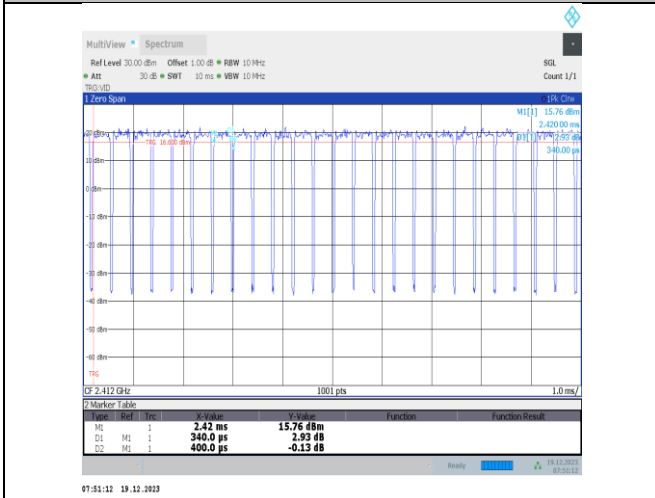 MultiView Spectrum
Ref Level 30.00 dBm Offset 1.00 dB RBW 10 MHz SGL
Att 30 dB SWT 10 ms VBW 10 MHz Count 1/1
TRG:VID
1 Zero Span 1Pk Clrw
M1[1] 15.76 dBm
2.420 00 ms
20 dBm D1[1] 2.93 dB
TRG 16.600 dBm
340.00 µs
10 dBm
0 dBm
-10 dBm
-20 dBm
-30 dBm
-40 dBm
-50 dBm
-60 dBm
TRG
CF 2.412 GHz 1001 pts 1.0 ms/
2 Marker Table
Type Ref Trc X-Value Y-Value Function Function Result
M1 1 2.42 ms 15.76 dBm
D1 M1 1 340.0 µs 2.93 dB
D2 M1 1 400.0 µs -0.13 dB
Ready 19.12.2023
07:51:12
07:51:12 19.12.2023